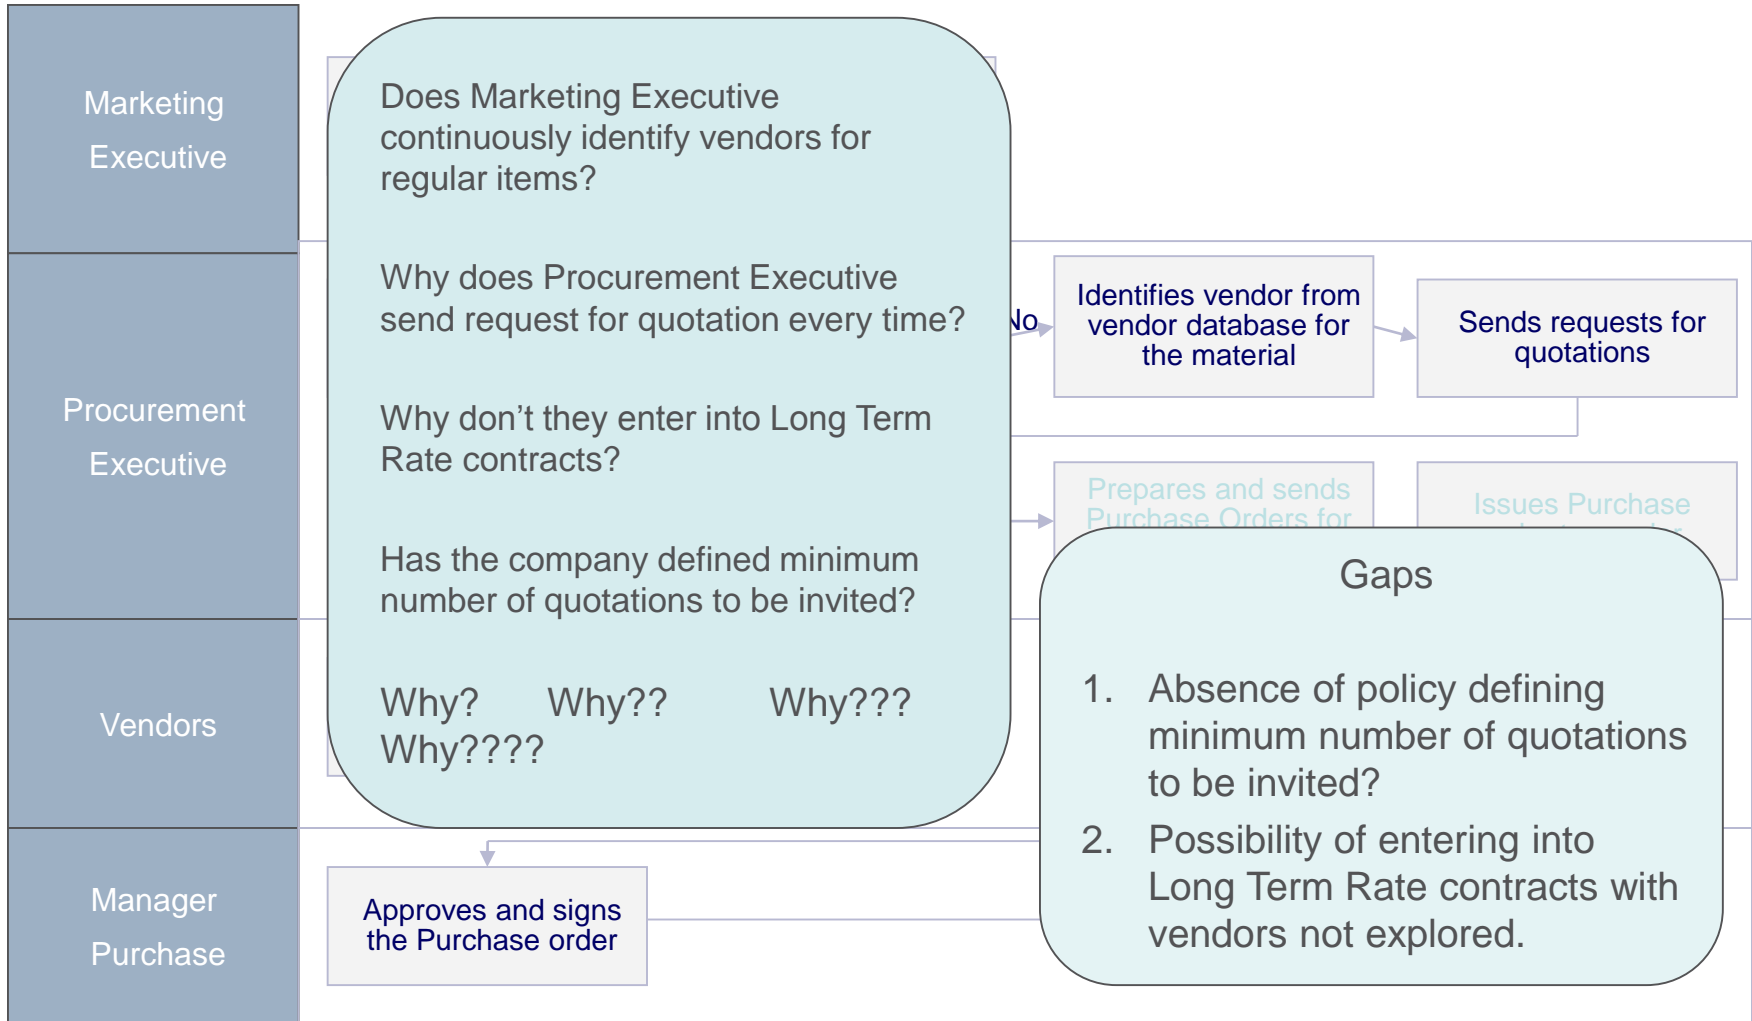 Marketing
Executive
Does Marketing Executive
continuously identify vendors for
regular items?
Why does Procurement Executive
send request for quotation every time?
Why don’t they enter into Long Term
Rate contracts?
Has the company defined minimum
number of quotations to be invited?
Why? Why?? Why???
Why????
Procurement
Executive
No
Identifies vendor from
vendor database for
the material
Sends requests for
quotations
Prepares and sends
Purchase Orders for
Issues Purchase
Vendors
Gaps
1. Absence of policy defining
minimum number of quotations
to be invited?
2. Possibility of entering into
Long Term Rate contracts with
vendors not explored.
Manager
Purchase
Approves and signs
the Purchase order